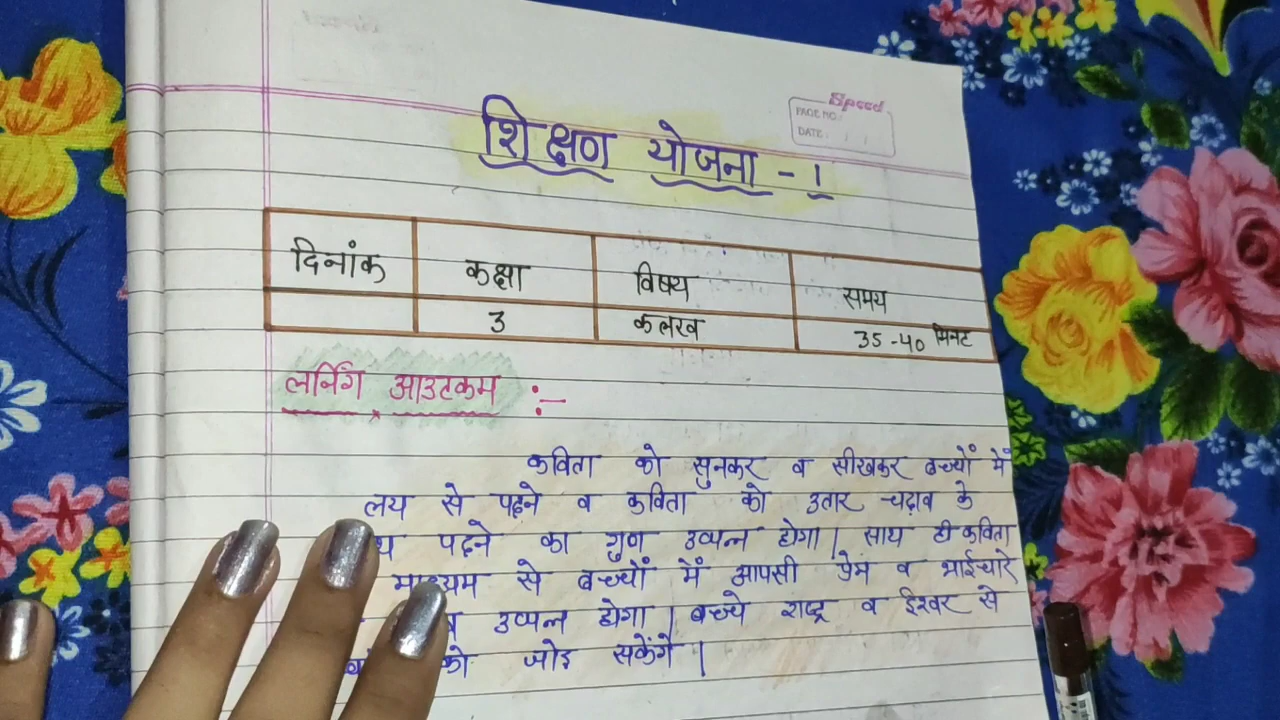 Speed
PAGE NO.:
DATE:
शिक्षण योजना - 1
दिनांक कक्षा विषय समय
3 कलरव 35-40 मिनट
लर्निंग आउटकम :-
कविता को सुनकर व सीखकर बच्चों में
लय से पढ़ने व कविता को उतार चढ़ाव के
पढ़ने का गुण उत्पन्न होगा। साथ ही कविता
माध्यम से बच्चों में आपसी प्रेम व भाईचारे
उत्पन्न होगा। बच्चे राष्ट्र व ईश्वर से
को जोड़ सकेंगे।